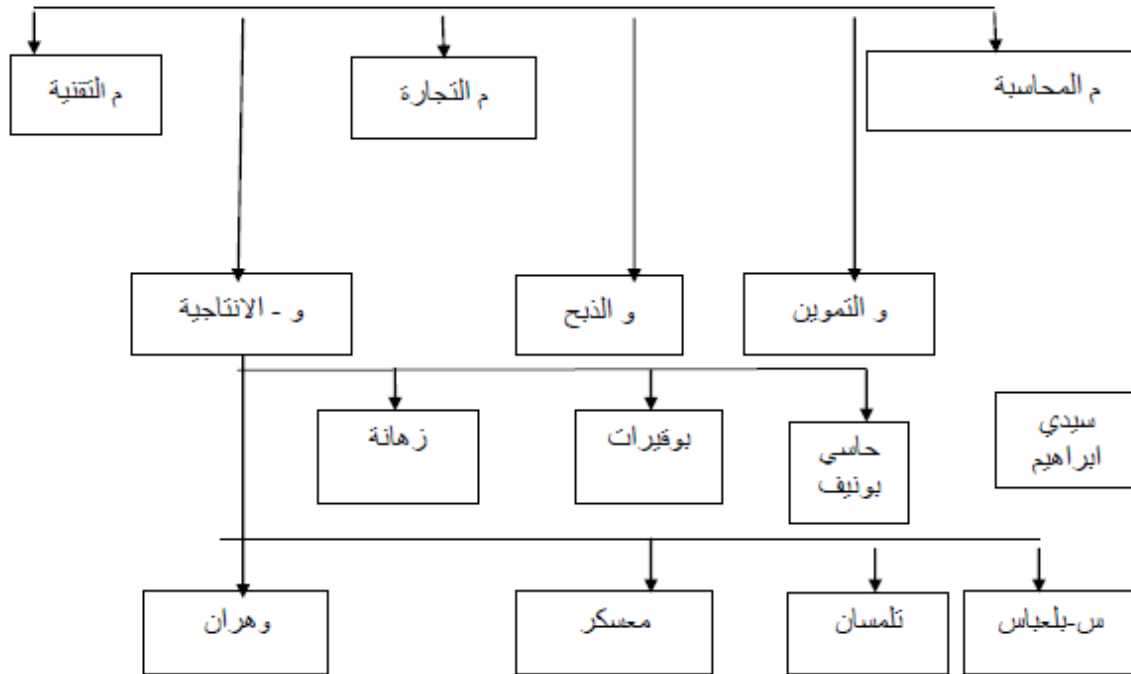 م المحاسبة
م التجارة
م التقنية
و التموين
و الذبح
و - الانتاجية
سيدي
ابراهيم
حاسي
بونيف
بوقيرات
زهانة
س-بلعباس
تلمسان
معسكر
وهران